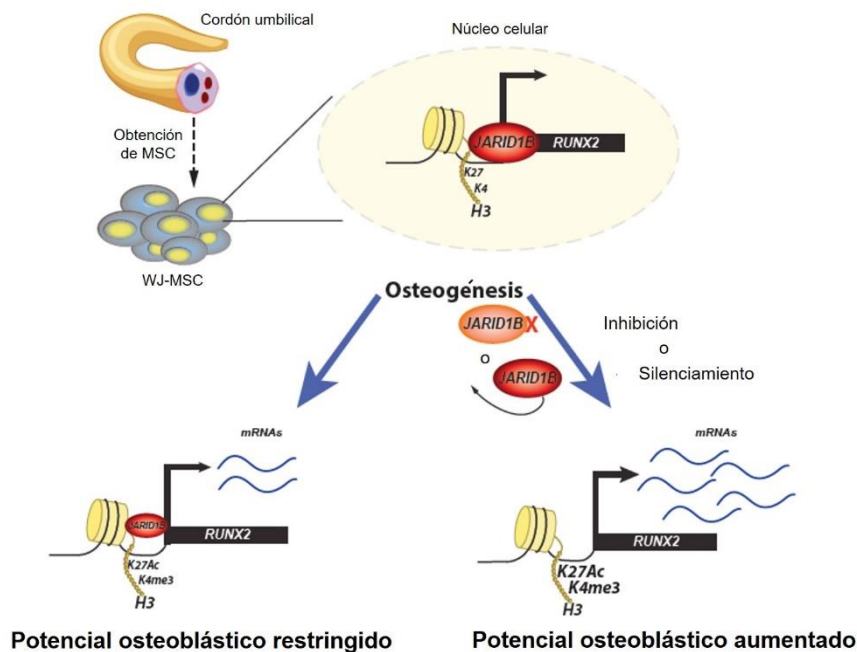 Cordón umbilical
Núcleo celular
Obtención
de MSC
JARID1B
RUNX2
K27
K4
H3
WJ-MSC
Osteogénesis
JARID1B X
Inhibición
o
o
JARID1B
Silenciamiento
mRNAs
mRNAs
JARID1B
RUNX2
RUNX2
K27Ac
K4me3
H3
K27Ac
K4me3
H3
Potencial osteoblástico restringido
Potencial osteoblástico aumentado